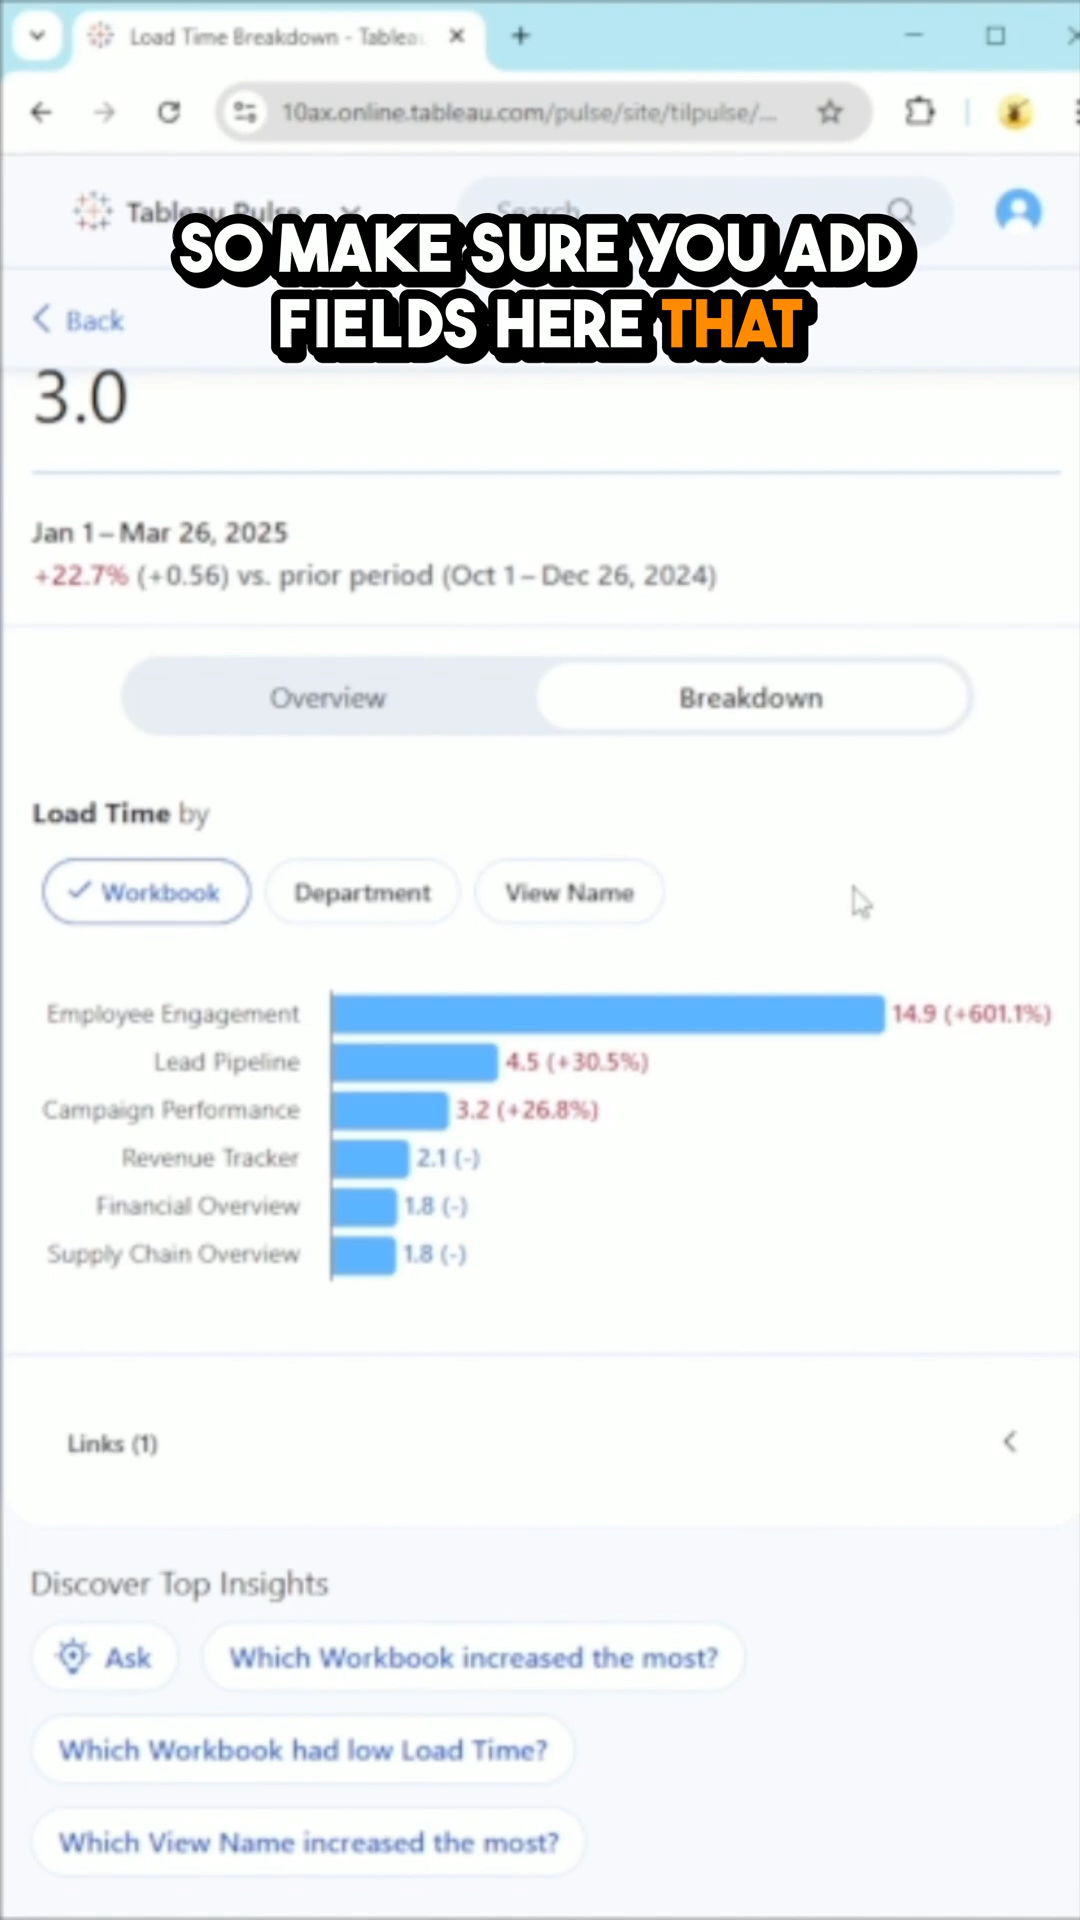 Load Time Breakdown - Tablea
10ax.online.tableau.com/pulse/site/tilpulse/...
Tableau Pulse
Search
SO MAKE SURE YOU ADD
FIELDS HERE THAT
Back
3.0
Jan 1 – Mar 26, 2025
+22.7% (+0.56) vs. prior period (Oct 1 – Dec 26, 2024)
Overview Breakdown
Load Time by
Workbook Department View Name
Employee Engagement 14.9 (+601.1%)
Lead Pipeline 4.5 (+30.5%)
Campaign Performance 3.2 (+26.8%)
Revenue Tracker 2.1 (-)
Financial Overview 1.8 (-)
Supply Chain Overview 1.8 (-)
Links (1)
Discover Top Insights
Ask Which Workbook increased the most?
Which Workbook had low Load Time?
Which View Name increased the most?